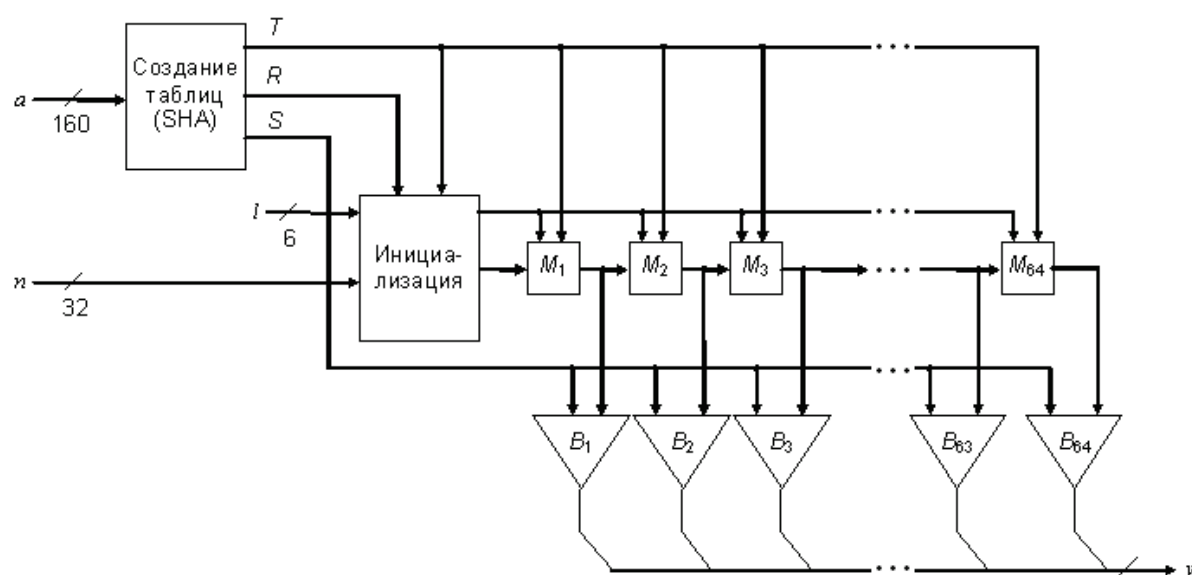 T
Создание
таблиц
(SHA)
R
a
160
S
l
6
Инициа-
лизация
M1
M2
M3
M64
n
32
B1
B2
B3
B63
B64